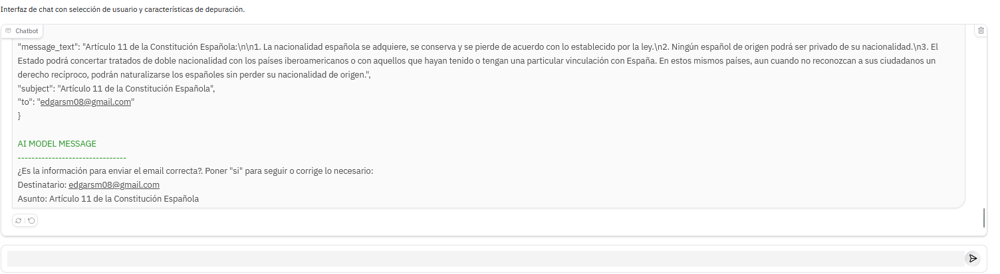 Interfaz de chat con selección de usuario y características de depuración.
Chatbot
"message_text": "Artículo 11 de la Constitución Española:\n\n1. La nacionalidad española se adquiere, se conserva y se pierde de acuerdo con lo establecido por la ley.\n2. Ningún español de origen podrá ser privado de su nacionalidad.\n3. El
Estado podrá concertar tratados de doble nacionalidad con los países iberoamericanos o con aquellos que hayan tenido o tengan una particular vinculación con España. En estos mismos países, aun cuando no reconozcan a sus ciudadanos un
derecho recíproco, podrán naturalizarse los españoles sin perder su nacionalidad de origen.",
"subject": "Artículo 11 de la Constitución Española",
"to": "edgarsm08@gmail.com"
}
AI MODEL MESSAGE
--------------------------------
¿Es la información para enviar el email correcta?. Poner "si" para seguir o corrige lo necesario:
Destinatario: edgarsm08@gmail.com
Asunto: Artículo 11 de la Constitución Española